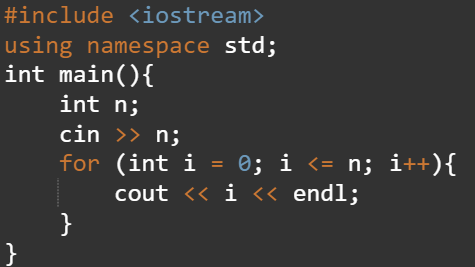 #include <iostream>
using namespace std;
int main(){
    int n;
    cin >> n;
    for (int i = 0; i <= n; i++){
        cout << i << endl;
    }
}